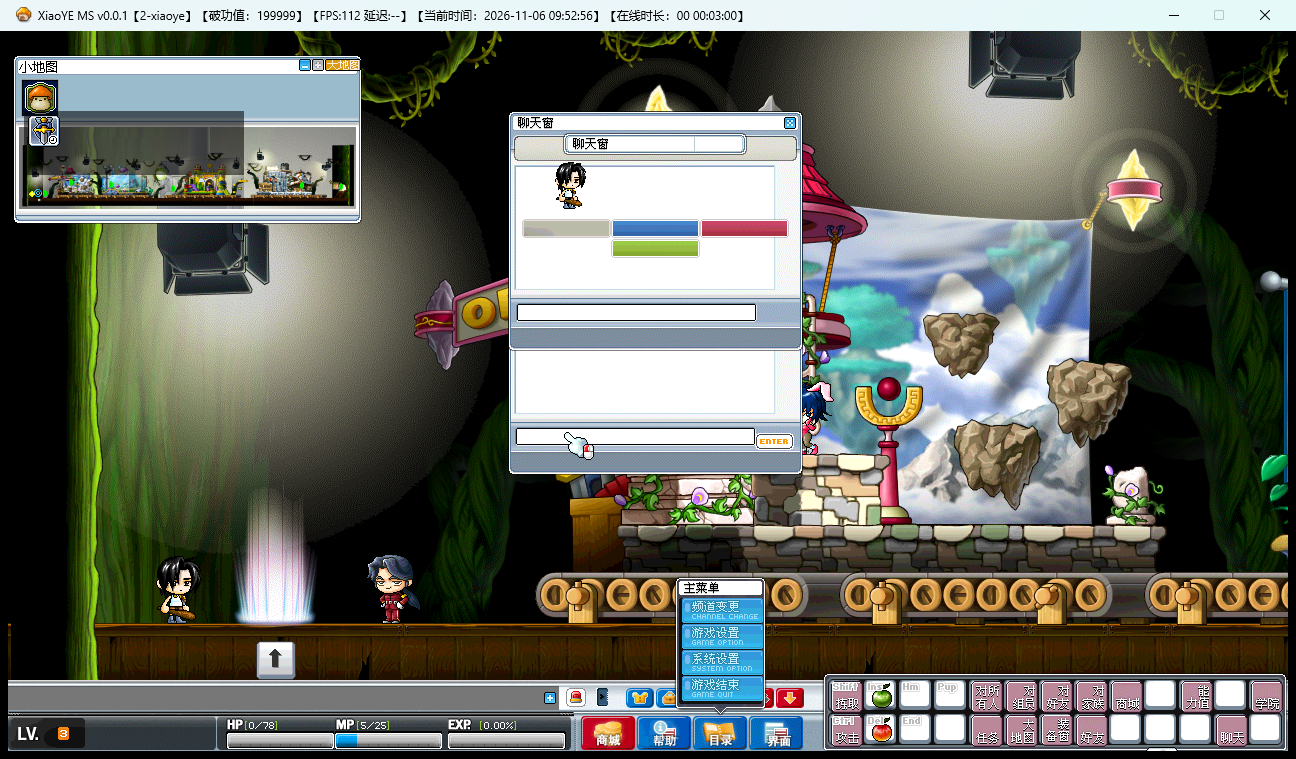 XiaoYE MS v0.0.1【2-xiaoye】【破功值：199999】【FPS:112 延迟:--】【当前时间：2026-11-06 09:52:56】【在线时长：00 00:03:00】
小地图
大地图
聊天窗
聊天窗
ENTER
主菜单
频道变更
CHANNEL CHANGE
游戏设置
GAME OPTION
系统设置
SYSTEM OPTION
游戏结束
GAME QUIT
LV. 3
HP[0/78]
MP[5/25]
EXP. [0.00%]
商城
帮助
目录
界面
Shift
拣取
Ins
Hm
Pup
对所有人
对组员
对好友
对家族
商城
能力值
学院
Ctrl
攻击
Del
End
任务
大地图
装备窗
好友
聊天